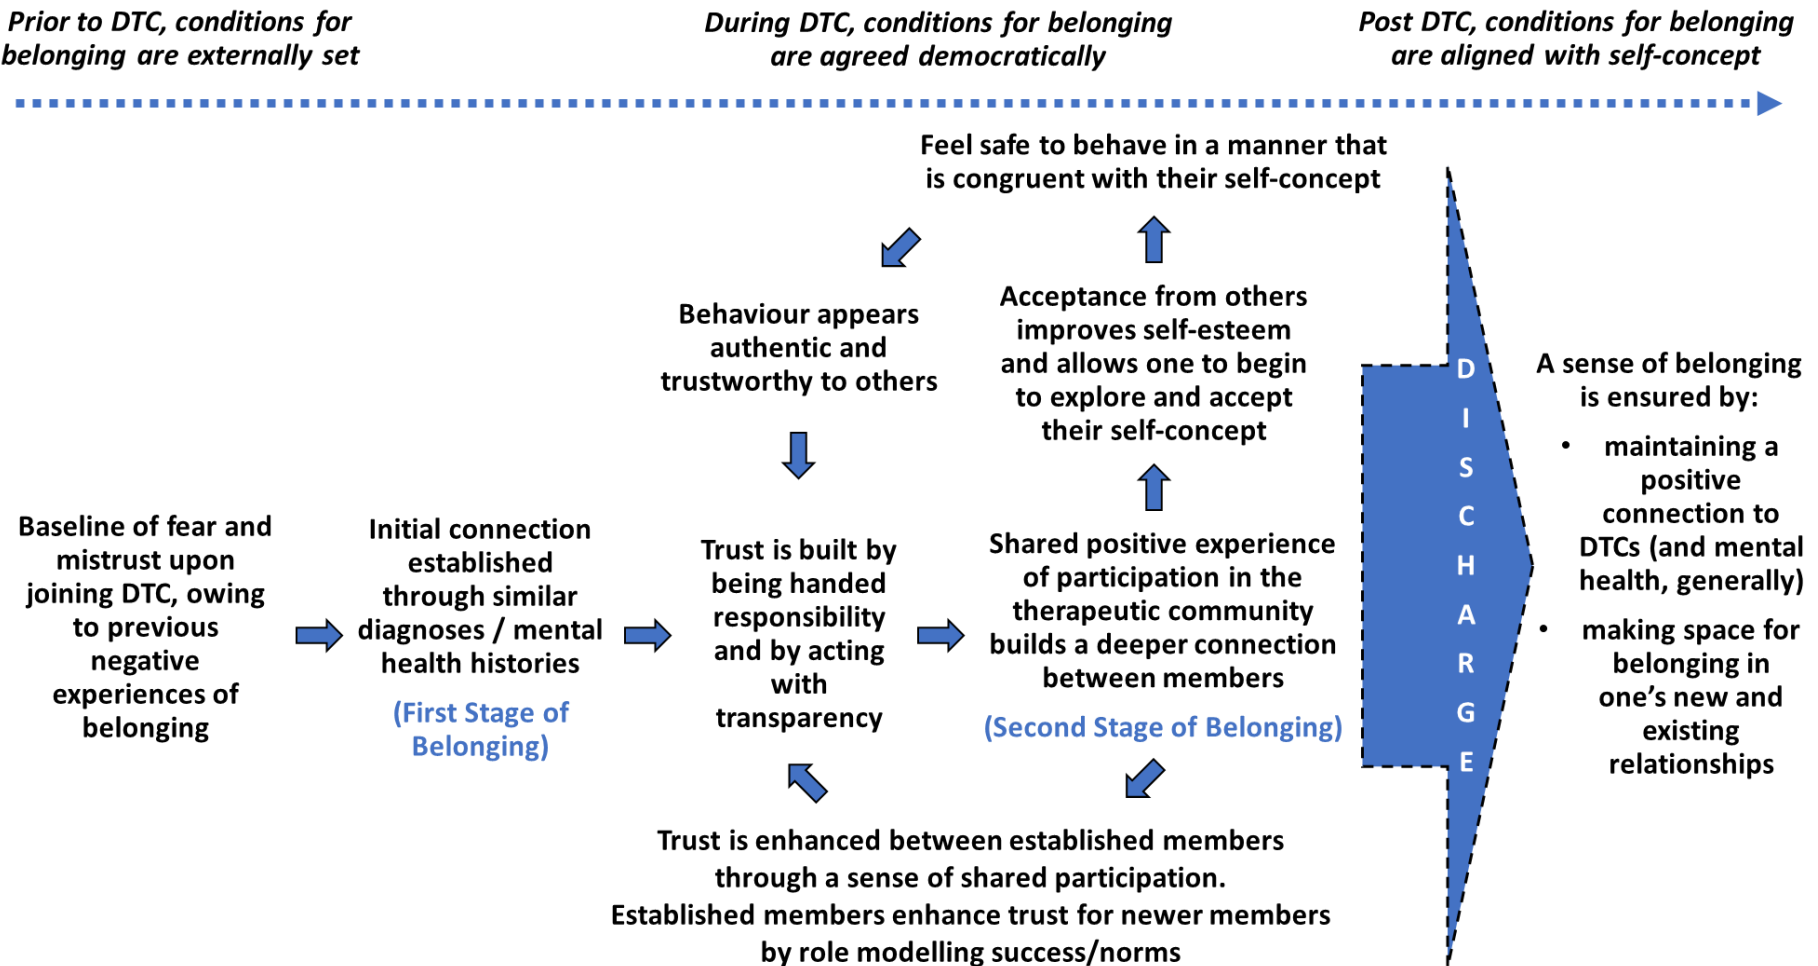 Prior to DTC, conditions for
belonging are externally set
During DTC, conditions for belonging
are agreed democratically
Post DTC, conditions for belonging
are aligned with self-concept
Feel safe to behave in a manner that
is congruent with their self-concept
Behaviour appears
authentic and
trustworthy to others
Acceptance from others
improves self-esteem
and allows one to begin
to explore and accept
their self-concept
Baseline of fear and
mistrust upon
joining DTC, owing
to previous
negative
experiences of
belonging
Initial connection
established
through similar
diagnoses / mental
health histories
(First Stage of
Belonging)
Trust is built by
being handed
responsibility
and by acting
with
transparency
Shared positive experience
of participation in the
therapeutic community
builds a deeper connection
between members
(Second Stage of Belonging)
Trust is enhanced between established members
through a sense of shared participation.
Established members enhance trust for newer members
by role modelling success/norms
D
I
S
C
H
A
R
G
E
A sense of belonging
is ensured by:
• maintaining a
positive
connection to
DTCs (and mental
health, generally)
• making space for
belonging in
one’s new and
existing
relationships